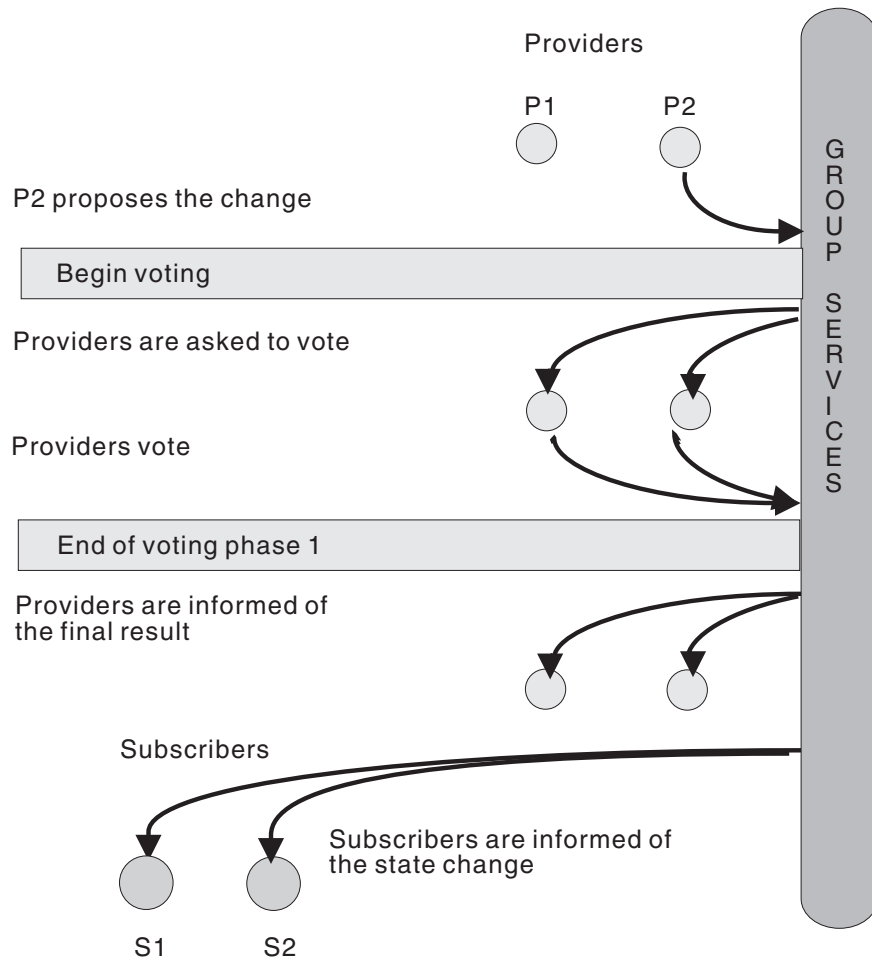 Providers
P1 P2
GROUP SERVICES
P2 proposes the change
Begin voting
Providers are asked to vote
Providers vote
End of voting phase 1
Providers are informed of
the final result
Subscribers
Subscribers are informed of
the state change
S1 S2